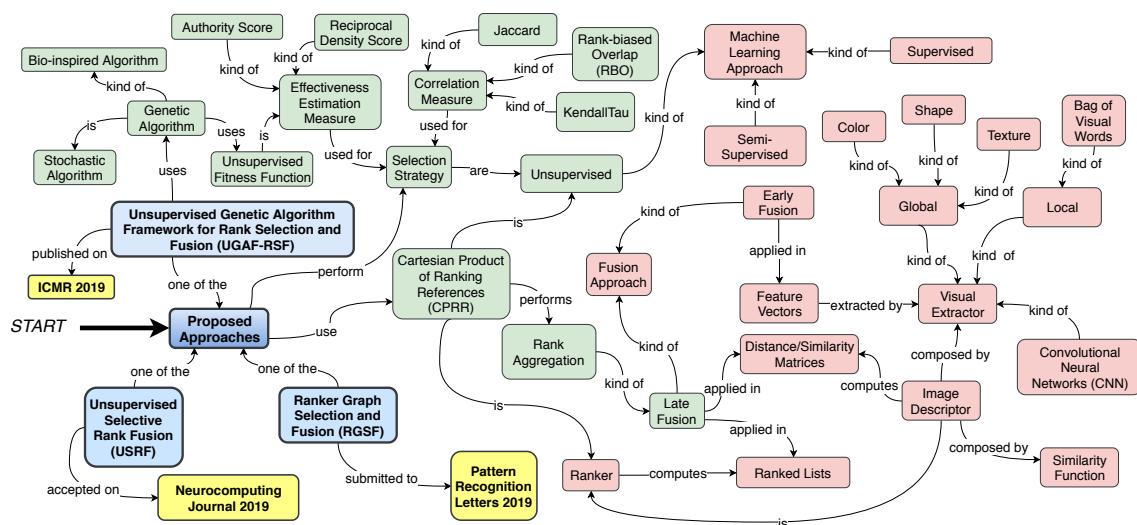 Authority Score
Reciprocal
Density Score
kind of
kind of
Bio-inspired Algorithm
kind of
Genetic
Algorithm
is
uses
Stochastic
Algorithm
Effectiveness
Estimation
Measure
is
Unsupervised
Fitness Function
uses
used for
Jaccard
kind of
Rank-biased
Overlap
(RBO)
kind of
Correlation
Measure
kind of
KendallTau
used for
Selection
Strategy
are
Unsupervised
kind of
Machine
Learning
Approach
kind of
Supervised
kind of
Semi-
Supervised
Color
kind of
Shape
kind of
Texture
kind of
Bag of
Visual
Words
kind of
Global
Local
kind of
kind of
Unsupervised Genetic Algorithm
Framework for Rank Selection and
Fusion (UGAF-RSF)
published on
ICMR 2019
one of the
perform
START
Proposed
Approaches
use
Cartesian Product
of Ranking
References
(CPRR)
is
performs
Rank
Aggregation
kind of
is
Early
Fusion
kind of
applied in
Fusion
Approach
kind of
Feature
Vectors
extracted by
Visual
Extractor
kind of
Convolutional
Neural
Networks (CNN)
composed by
Distance/Similarity
Matrices
computes
Image
Descriptor
Late
Fusion
applied in
applied in
one of the
Unsupervised
Selective
Rank Fusion
(USRF)
accepted on
Neurocomputing
Journal 2019
one of the
Ranker Graph
Selection and
Fusion (RGSF)
submitted to
Pattern
Recognition
Letters 2019
Ranker
computes
Ranked Lists
composed by
Similarity
Function
is